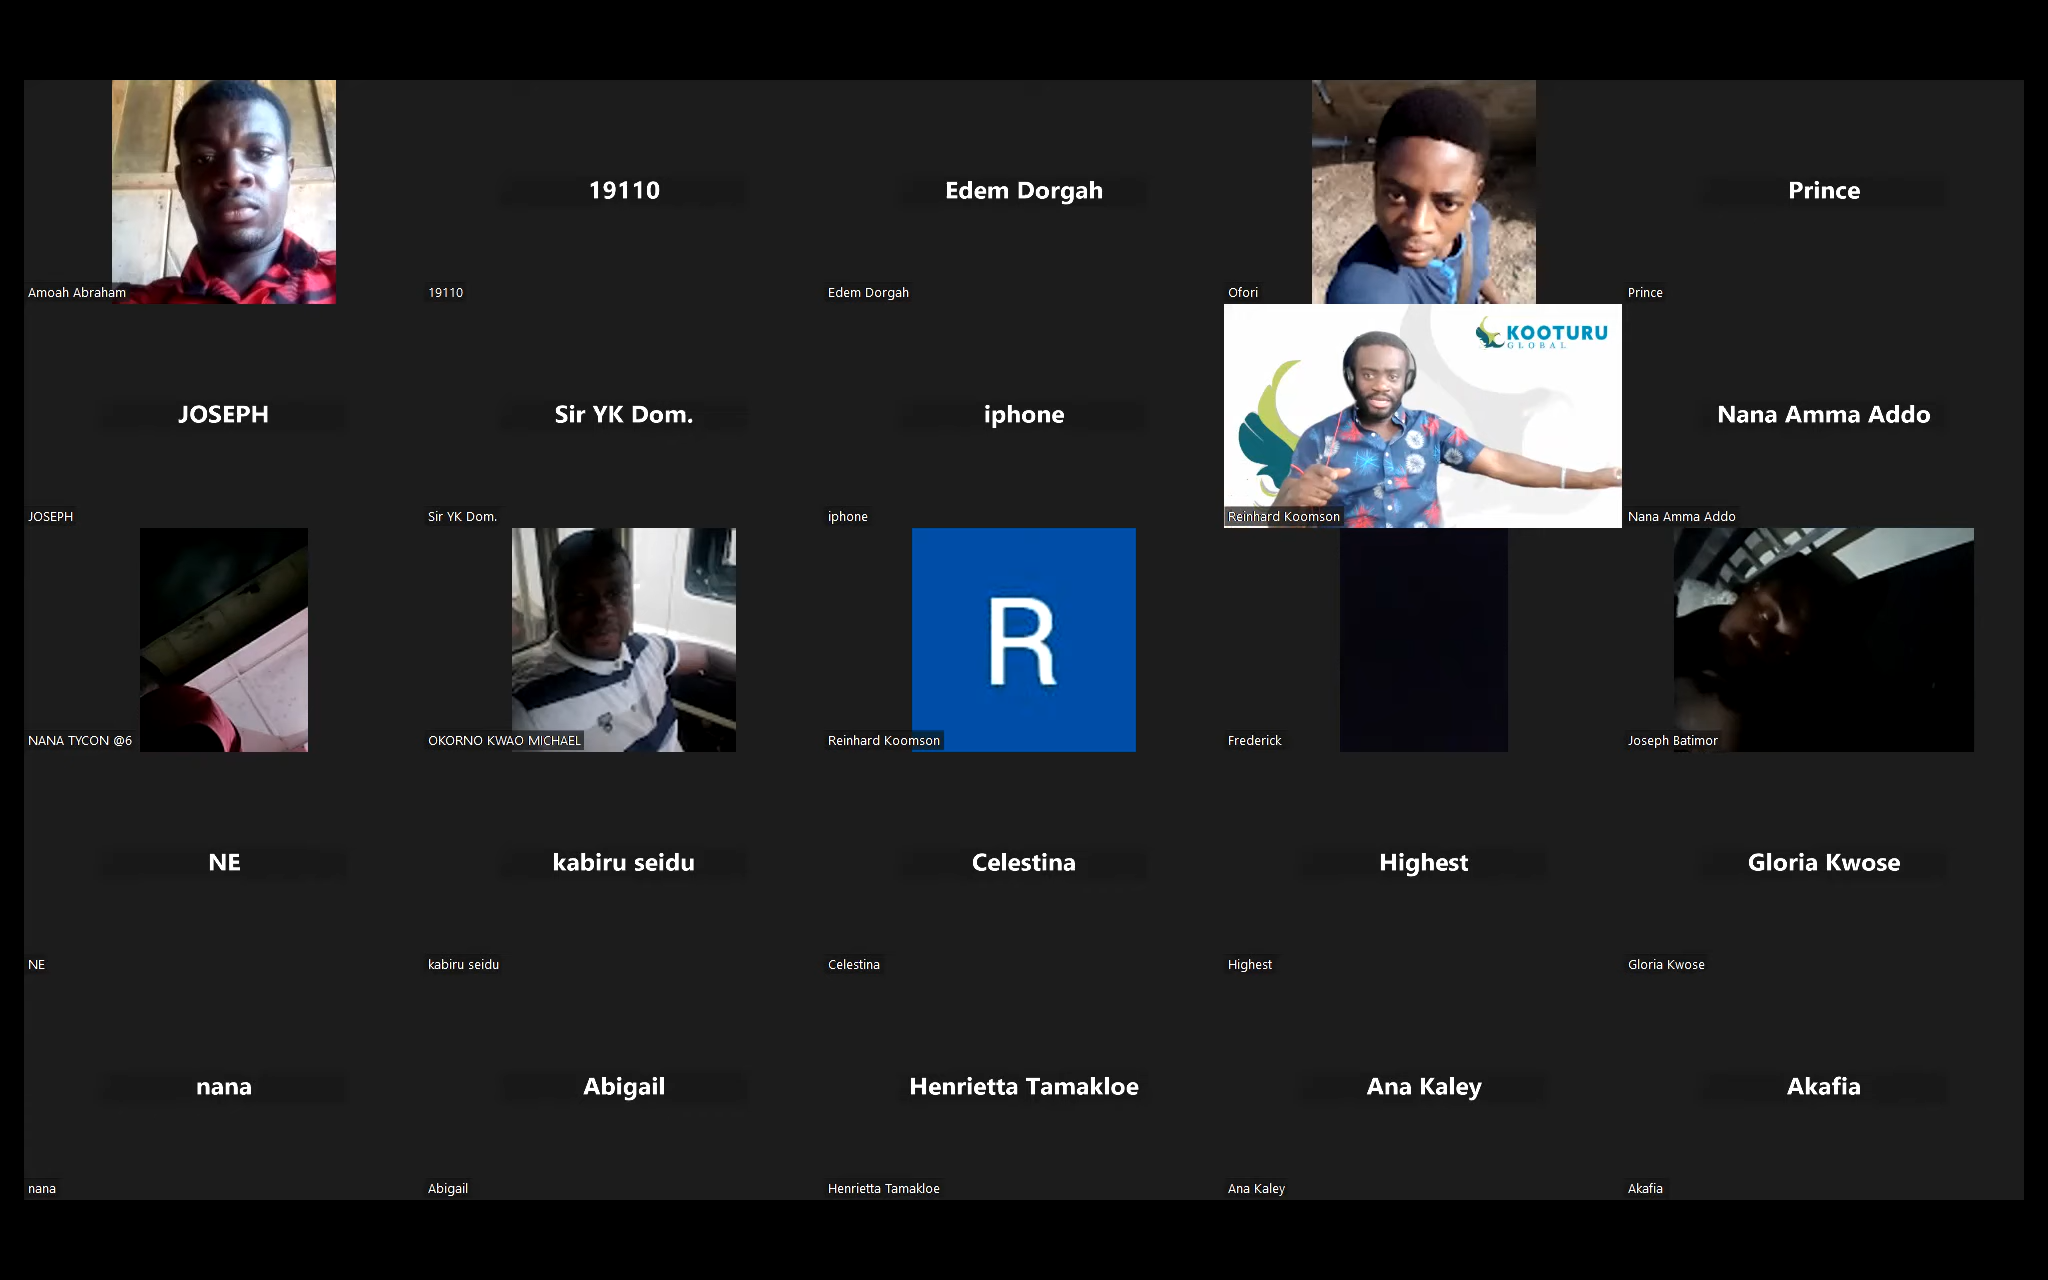 19110
Edem Dorgah
Prince
Amoah Abraham
19110
Edem Dorgah
Ofori
Prince
KOOTURU
GLOBAL
JOSEPH
Sir YK Dom.
iphone
Nana Amma Addo
JOSEPH
Sir YK Dom.
iphone
Reinhard Koomson
Nana Amma Addo
R
NANA TYCON @6
OKORNO KWAO MICHAEL
Reinhard Koomson
Frederick
Joseph Batimor
NE
kabiru seidu
Celestina
Highest
Gloria Kwose
NE
kabiru seidu
Celestina
Highest
Gloria Kwose
nana
Abigail
Henrietta Tamakloe
Ana Kaley
Akafia
nana
Abigail
Henrietta Tamakloe
Ana Kaley
Akafia